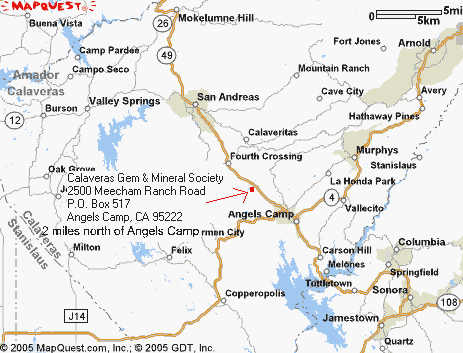 MAPQUEST
Mokelumne Hill
5mi
5km
Buena Vista
26
Fort Jones
Arnold
Camp Pardee
49
Amador
Calaveras
Campo Seco
Mountain Ranch
Valley Springs
San Andreas
Cave City
Avery
Burson
Hathaway Pines
12
Calaveritas
Murphys
Fourth Crossing
Stanislaus
Oak Grove
La Honda Park
Calaveras Gem & Mineral Society
2500 Meecham Ranch Road
P.O. Box 517
Angels Camp, CA 95222
2 miles north of Angels Camp
Jenny
Angels Camp
4
Vallecito
rmen City
Calaveras
Stanislaus
Milton
Felix
Carson Hill
Melones
Columbia
Springfield
Tuttletown
Sonora
Copperopolis
108
J14
Jamestown
Quartz
© 2005 MapQuest.com, Inc.; © 2005 GDT, Inc.